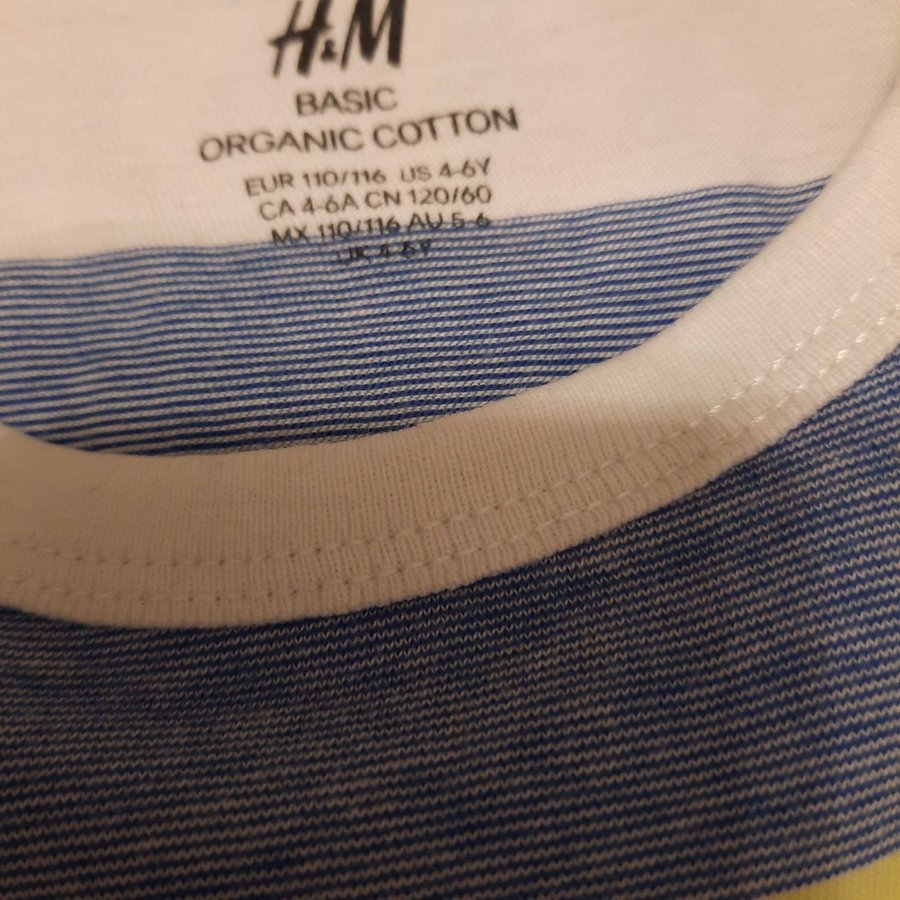 H&M
BASIC
ORGANIC COTTON
EUR 110/116 US 4-6Y
CA 4-6A CN 120/60
MX 110/116 AU 5-6
UK 4-6Y